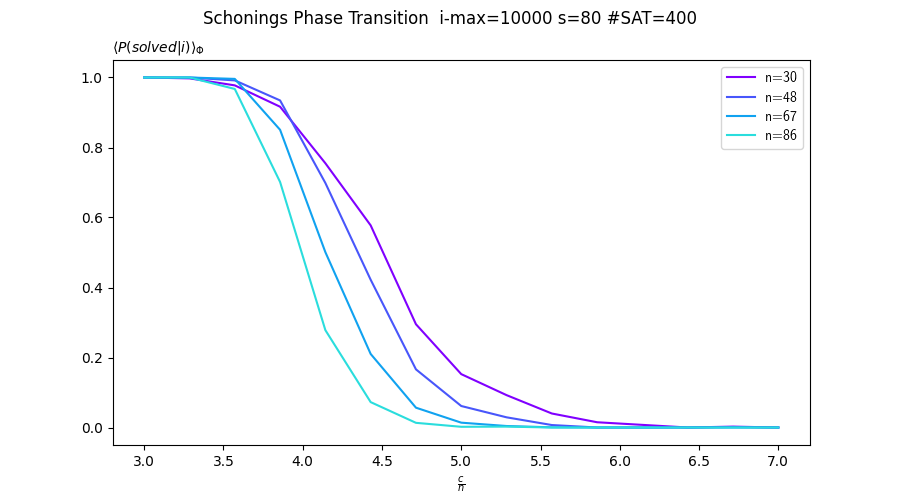 Schonings Phase Transition  i-max=10000 s=80 #SAT=400
⟨P(solved|i)⟩Φ
1.0
0.8
0.6
0.4
0.2
0.0
n=30
n=48
n=67
n=86
3.0 3.5 4.0 4.5 5.0 5.5 6.0 6.5 7.0
c/n